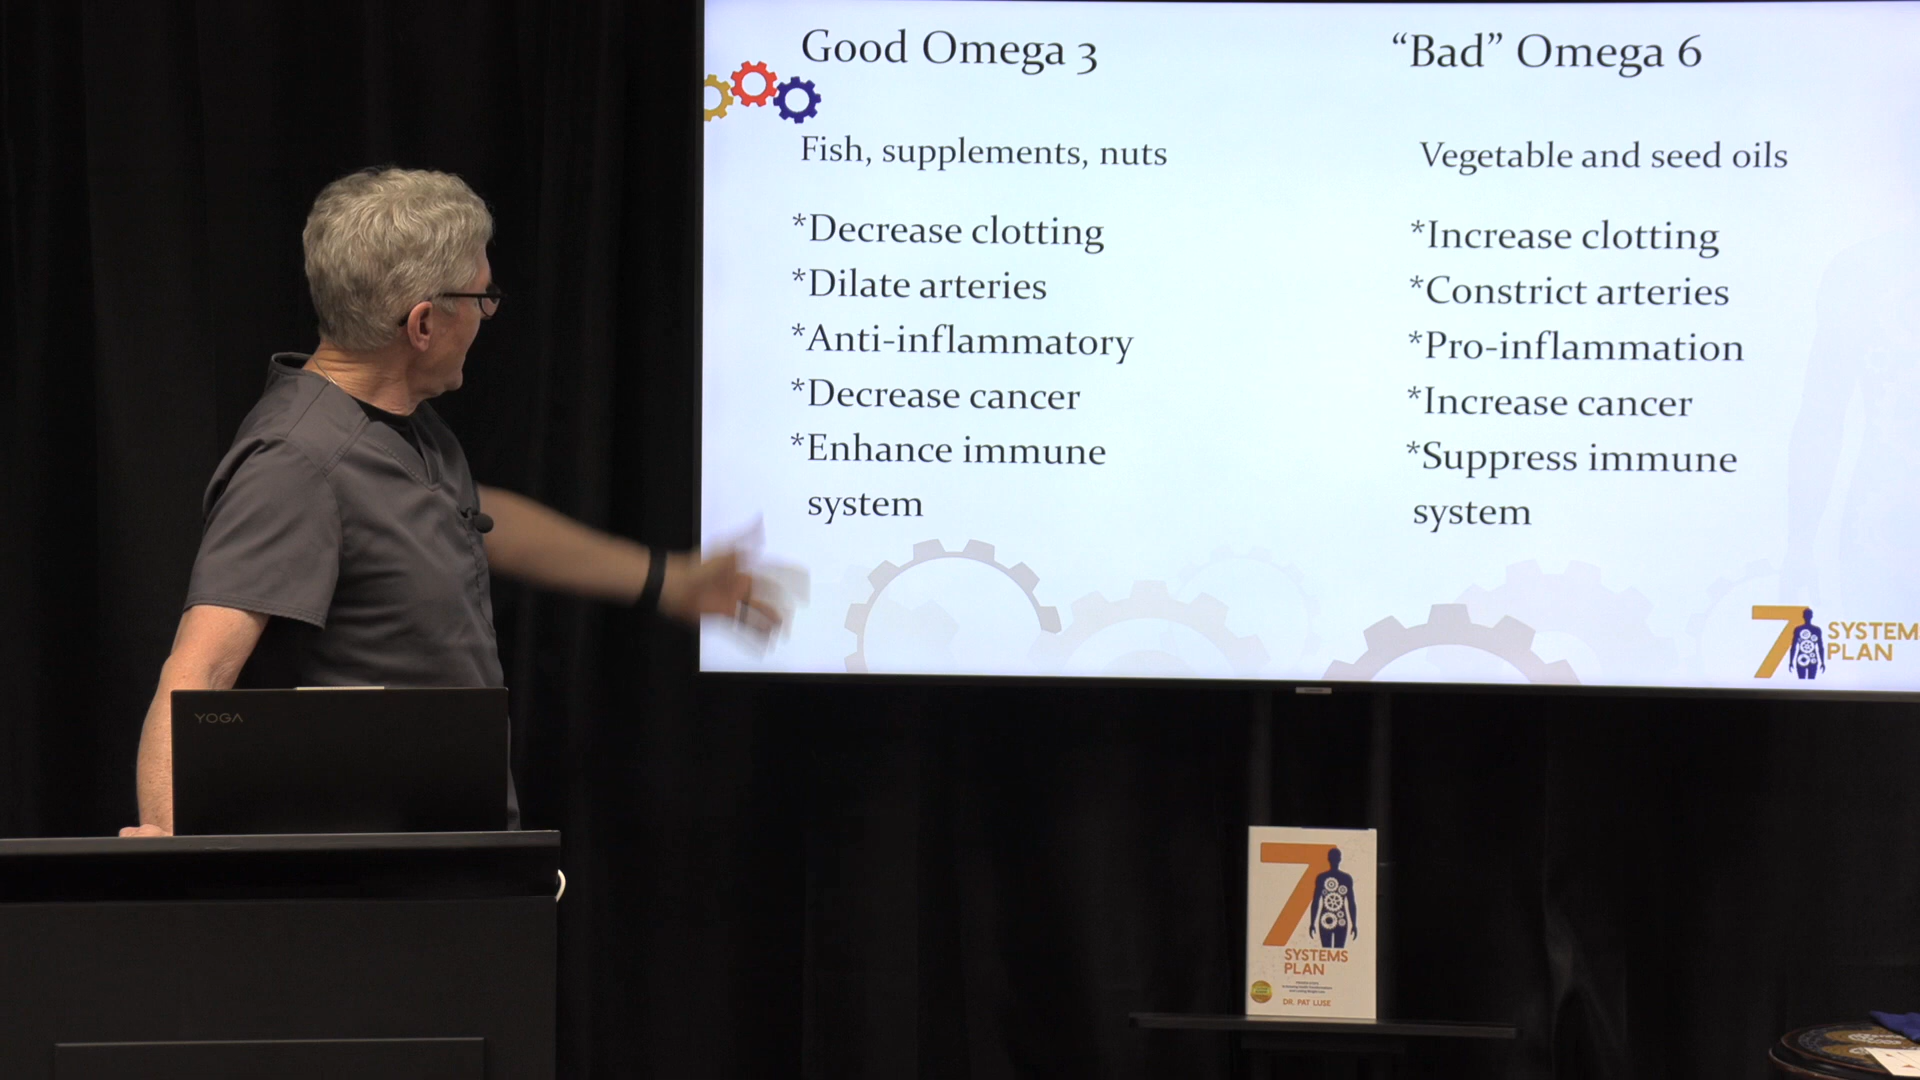 Good Omega 3
Fish, supplements, nuts
*Decrease clotting
*Dilate arteries
*Anti-inflammatory
*Decrease cancer
*Enhance immune
system
“Bad” Omega 6
Vegetable and seed oils
*Increase clotting
*Constrict arteries
*Pro-inflammation
*Increase cancer
*Suppress immune
system
7 SYSTEM
PLAN
YOGA
7
SYSTEMS
PLAN
DR. PAT LUSE